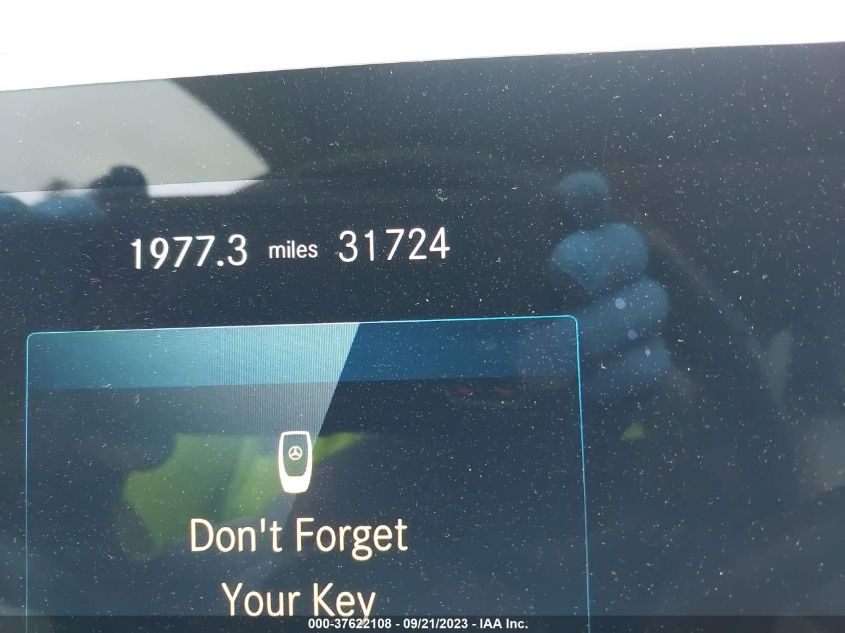 1977.3 miles 31724
Don't Forget
Your Key
000-37622108 - 09/21/2023 - IAA Inc.